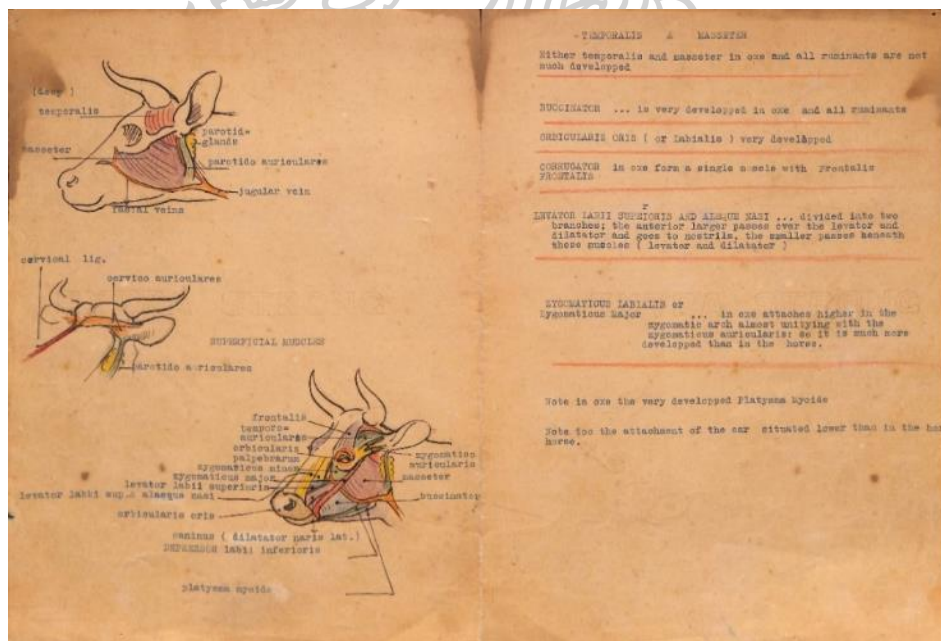 (deep )
temporalis
masseter
parotid=
glands
parotido auriculares
jugular vein
facial veins
cervical lig.
cervico auriculares
SUPERFICIAL MUSCLES
parotido auriculares
frontalis
temporo=
auricularis
orbicularis
palpebrarum
zygomaticus minor
zygomaticus major
levator labii superioris
levator labki sup.& alaeque nasi
orbicularis oris
zygomatico
auricularis
masseter
buccinator
caninus ( dilatator naris lat.)
DEPRESSOR labii inferioris
platysma myoide
-TEMPORALIS & MASSETER
Either temporalis and masseter in oxe and all ruminants are not
much developped
BUCCINATOR ... is very developped in oxe and all ruminants
ORBICULARIS ORIS ( or Labialis ) very develàpped
CORRUGATOR in oxe form a single muscle with Frontalis
FRONTALIS
r
LEVATOR LABII SUPEIORIS AND ALAEQUE NASI ... divided into two
branches; the anterior larger passes over the levator and
dilatator and goes to nostrils, the smaller passes beneath
those muscles ( levator and dilatator )
ZYGOMATICUS LABIALIS or
Zygomaticus Major ... in oxe attaches higher in the
zygomatic arch almost unitying with the
zygomaticus auricularis; so it is much more
developped than in the horse.
Note in oxe the very developped Platysma myoide
Note too the attachment of the ear situated lower than in the hor
horse.